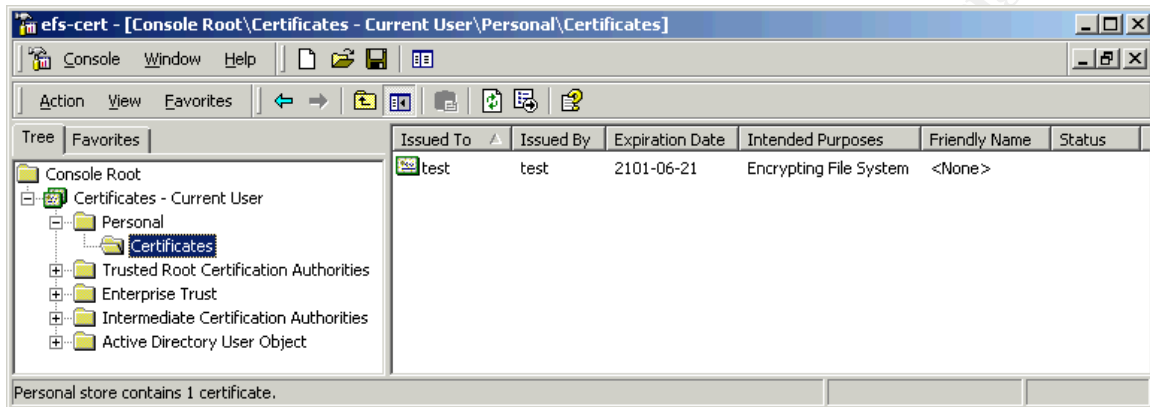 efs-cert - [Console Root\Certificates - Current User\Personal\Certificates]
Console Window Help
Action View Favorites
Tree Favorites
Issued To Issued By Expiration Date Intended Purposes Friendly Name Status
Console Root
test test 2101-06-21 Encrypting File System <None>
Certificates - Current User
Personal
Certificates
Trusted Root Certification Authorities
Enterprise Trust
Intermediate Certification Authorities
Active Directory User Object
Personal store contains 1 certificate.